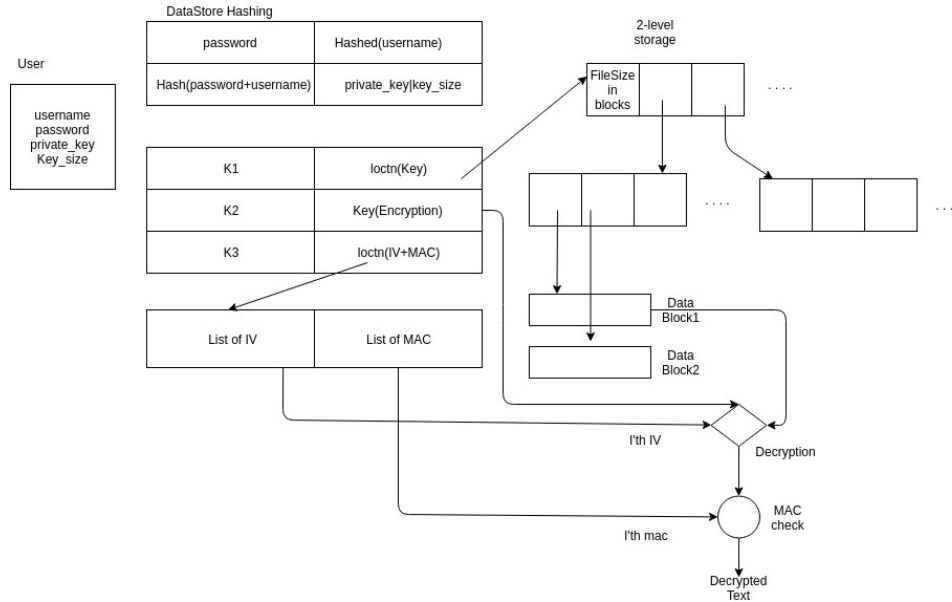 DataStore Hashing
password
Hashed(username)
Hash(password+username)
private_key|key_size
User
username
password
private_key
Key_size
K1
loctn(Key)
K2
Key(Encryption)
K3
loctn(IV+MAC)
List of IV
List of MAC
2-level
storage
FileSize
in
blocks
. . . .
. . . .
. . .
Data
Block1
Data
Block2
I'th IV
Decryption
I'th mac
MAC
check
Decrypted
Text